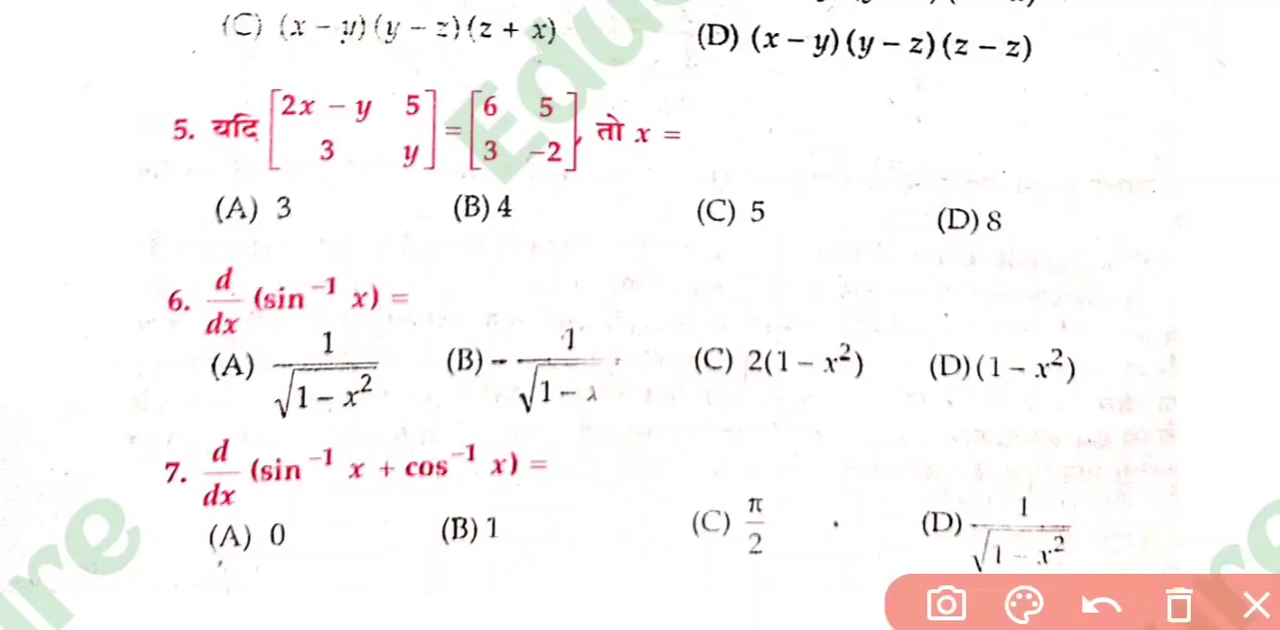 (C) (x – y) (y – z) (z + x) (D) (x – y) (y – z) (z – z)
5. यदि [2x – y 5; 3 y] = [6 5; 3 –2], तो x =
(A) 3 (B) 4 (C) 5 (D) 8
6. d/dx (sin⁻¹ x) =
(A) 1/√(1 – x²) (B) – 1/√(1 – (C) 2(1 – x²) (D) (1 – x²)
7. d/dx (sin⁻¹ x + cos⁻¹ x) =
(A) 0 (B) 1 (C) π/2 (D) 1/√(1 – x²)